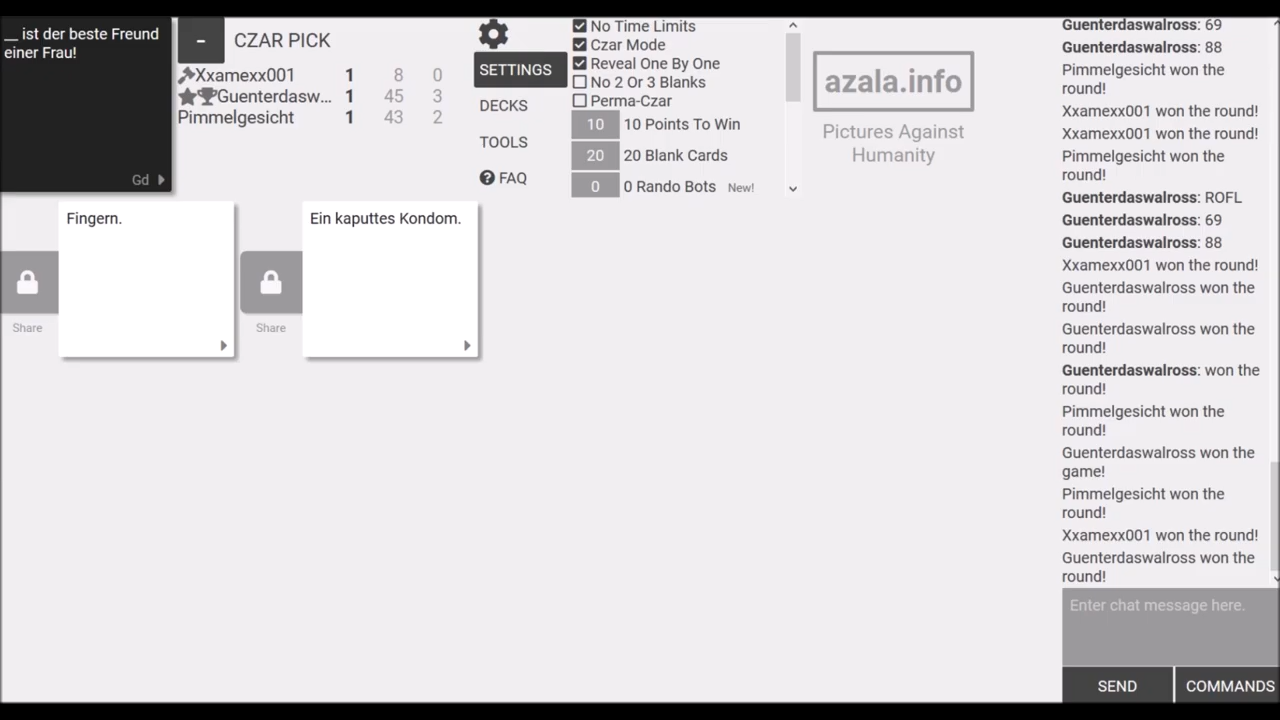 __ ist der beste Freund
einer Frau!
Gd
-
CZAR PICK
Xxamexx001 1 8 0
Guenterdasw... 1 45 3
Pimmelgesicht 1 43 2
SETTINGS
DECKS
TOOLS
FAQ
No Time Limits
Czar Mode
Reveal One By One
No 2 Or 3 Blanks
Perma-Czar
10 10 Points To Win
20 20 Blank Cards
0 0 Rando Bots New!
azala.info
Pictures Against
Humanity
Fingern.
Share
Ein kaputtes Kondom.
Share
Guenterdaswalross: 69
Guenterdaswalross: 88
Pimmelgesicht won the
round!
Xxamexx001 won the round!
Xxamexx001 won the round!
Pimmelgesicht won the
round!
Guenterdaswalross: ROFL
Guenterdaswalross: 69
Guenterdaswalross: 88
Xxamexx001 won the round!
Guenterdaswalross won the
round!
Guenterdaswalross won the
round!
Guenterdaswalross: won the
round!
Pimmelgesicht won the
round!
Guenterdaswalross won the
game!
Pimmelgesicht won the
round!
Xxamexx001 won the round!
Guenterdaswalross won the
round!
Enter chat message here.
SEND
COMMANDS